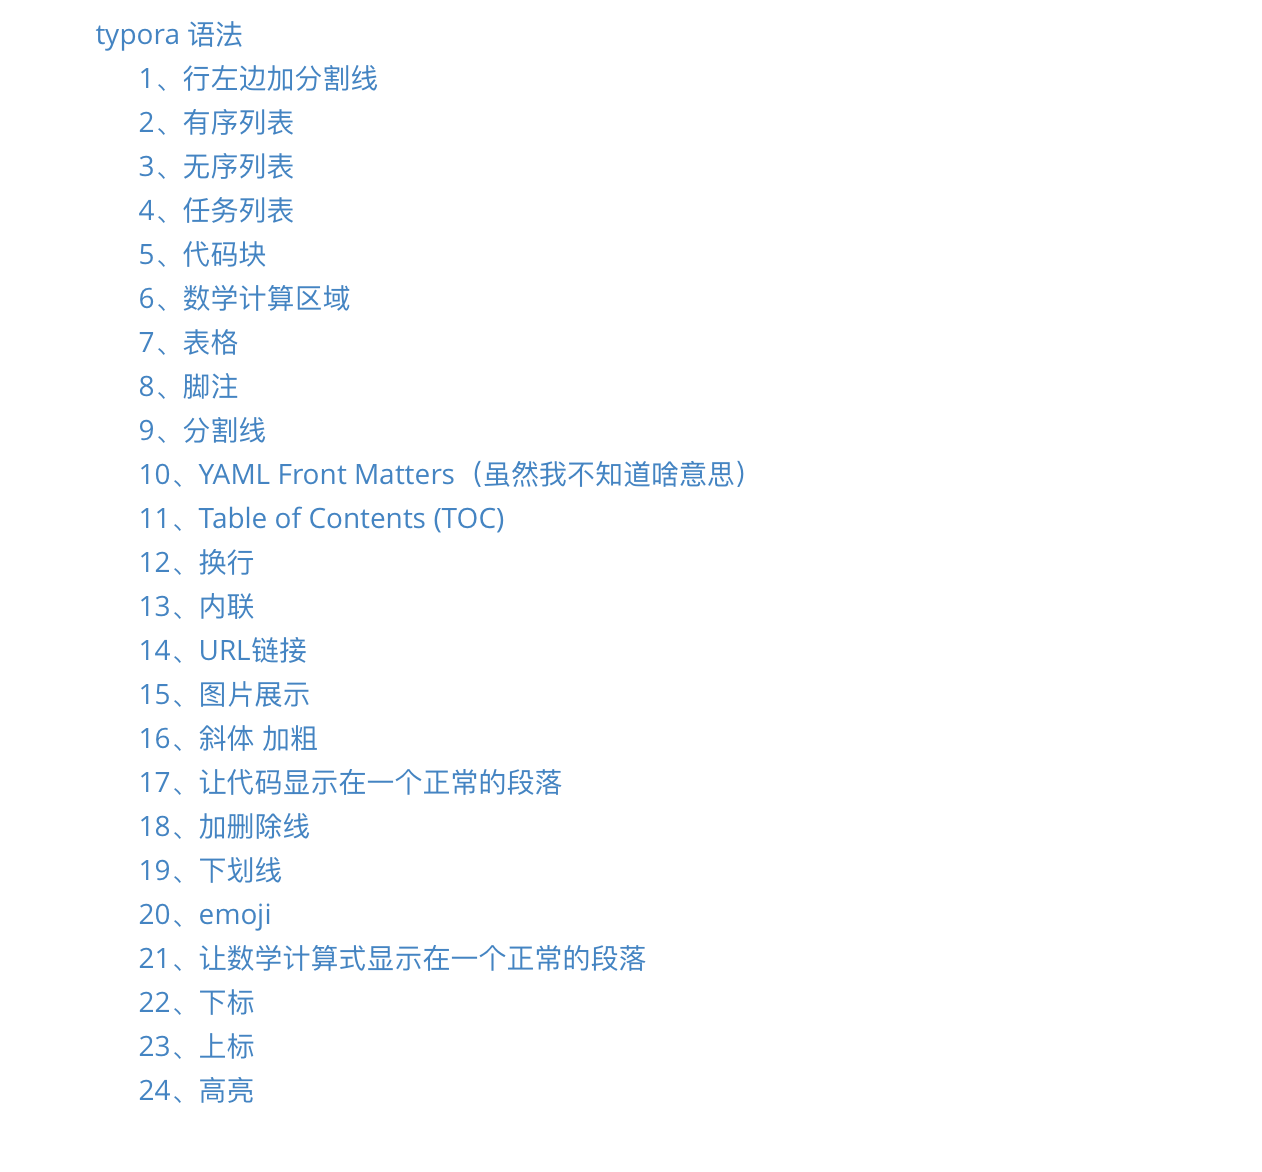 typora 语法
1、行左边加分割线
2、有序列表
3、无序列表
4、任务列表
5、代码块
6、数学计算区域
7、表格
8、脚注
9、分割线
10、YAML Front Matters（虽然我不知道啥意思）
11、Table of Contents (TOC)
12、换行
13、内联
14、URL链接
15、图片展示
16、斜体 加粗
17、让代码显示在一个正常的段落
18、加删除线
19、下划线
20、emoji
21、让数学计算式显示在一个正常的段落
22、下标
23、上标
24、高亮